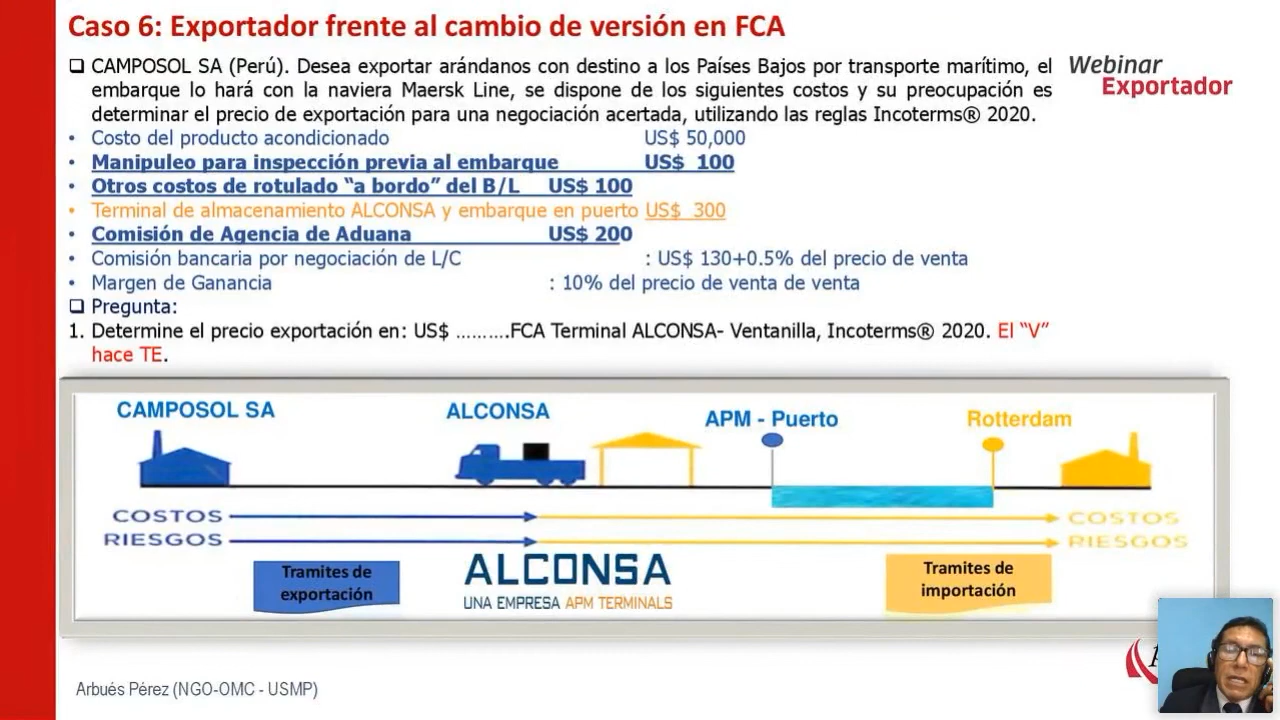 Caso 6: Exportador frente al cambio de versión en FCA
❑ CAMPOSOL SA (Perú). Desea exportar arándanos con destino a los Países Bajos por transporte marítimo, el
embarque lo hará con la naviera Maersk Line, se dispone de los siguientes costos y su preocupación es
determinar el precio de exportación para una negociación acertada, utilizando las reglas Incoterms® 2020.
Webinar
Exportador
• Costo del producto acondicionado US$ 50,000
• Manipuleo para inspección previa al embarque US$ 100
• Otros costos de rotulado “a bordo” del B/L US$ 100
• Terminal de almacenamiento ALCONSA y embarque en puerto US$ 300
• Comisión de Agencia de Aduana US$ 200
• Comisión bancaria por negociación de L/C : US$ 130+0.5% del precio de venta
• Margen de Ganancia : 10% del precio de venta de venta
❑ Pregunta:
1. Determine el precio exportación en: US$ ……….FCA Terminal ALCONSA- Ventanilla, Incoterms® 2020. El “V”
hace TE.
CAMPOSOL SA ALCONSA APM - Puerto Rotterdam
COSTOS COSTOS
RIESGOS RIESGOS
Tramites de
exportación
ALCONSA
UNA EMPRESA APM TERMINALS
Tramites de
importación
Arbués Pérez (NGO-OMC - USMP)